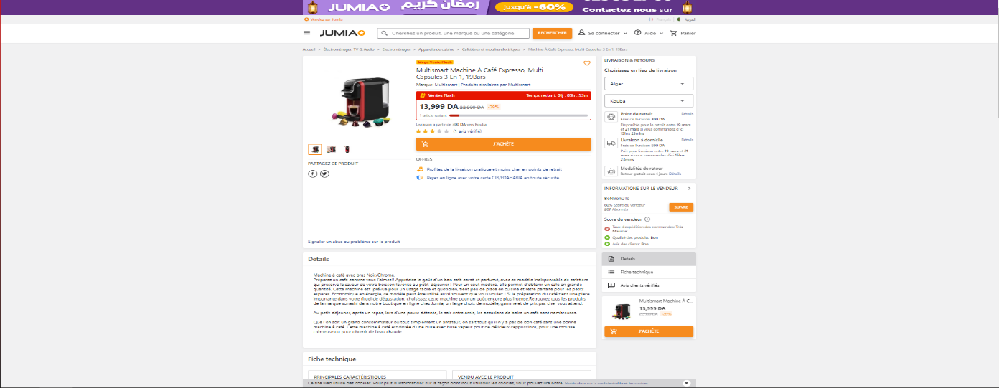 JUMIA رمضان كريم jusqu'à -60%
Contactez nous sur
Vendez sur Jumia
Français | العربية
JUMIA Cherchez un produit, une marque ou une catégorie RECHERCHER Se connecter Aide Panier
Accueil > Électroménager, TV & Audio > Electroménager > Appareils de cuisine > Cafetières et moulins électriques > Machine À Café Expresso, Multi-Capsules 3 En 1, 19Bars
Méga Vente Flash
Multismart Machine À Café Expresso, Multi-
Capsules 3 En 1, 19Bars
Marque: Multismart | Produits similaires par Multismart
Ventes Flash Temps restant: 01j : 09h : 53m
13,999 DA 22,900 DA -28%
1 article restant
Livraison à partir de 300 DA vers Kouba
(1 avis vérifié)
J'ACHÈTE
OFFRES
Profitez de la livraison pratique et moins cher en points de retrait
Payez en ligne avec votre carte CIB/EDAHABIA en toute sécurité
PARTAGEZ CE PRODUIT
Signaler un abus ou problème sur le produit
Détails
Machine à café avec bras Noir/Chrome.
Préparez un café comme vous l'aimez!! Appréciez le goût d'un bon café corsé et parfumé, avec ce modèle indispensable de cafetière
qui préserve la saveur de votre boisson favorite au petit-déjeuner ! Pour un coût modéré, elle permet d'obtenir un café en grande
quantité. Cette machine est prévue pour un usage facile et quotidien, tient peu de place en cuisine et reste parfaite pour les petits
espaces. Economique en énergie, ce modèle peut être utilisé aussi souvent que vous voulez ! Si la préparation du café tient une place
importante dans votre rituel de dégustation, choisissez cette machine pour un goût encore plus intense.Retrouvez tous les produits
de la marque sonashi dans notre boutique en ligne chez Jumia, un large choix de modèle, gamme et de prix pas cher vous attend.
Au petit-déjeuner, après un repas, lors d'une pause détente, le soir entre amis, les occasions de boire un café sont nombreuses.
Que l'on soit un grand consommateur ou tout simplement un amateur, on sait tous qu'il n'y a pas de bon café sans une bonne
machine à café. Cette machine à café est dotée d'une buse avec buse vapeur pour de délicieux cappuccinos, pour une mousse
crémeuse ou pour obtenir de l'eau chaude.
Fiche technique
PRINCIPALES CARACTÉRISTIQUES VENDU AVEC LE PRODUIT
LIVRAISON & RETOURS
Choisissez un lieu de livraison
Alger
Kouba
Point de retrait Détails
Frais de livraison 300 DA
Disponible pour le retrait entre 19 mars
et 21 mars si vous commandez d'ici
15hrs 23mins
Livraison à domicile Détails
Frais de livraison 590 DA
Prêt pour livraison entre 19 mars et 21
mars si vous commandez d'ici 15hrs
23mins
Modalités de retour
Retour gratuit sous 4 jours Détails
INFORMATIONS SUR LE VENDEUR
BeNVenUTo
60% Score du vendeur
207 Abonnés
SUIVRE
Score du vendeur
Taux d'expédition des commandes: Très
Mauvais
Qualité des produits: Bon
Avis des clients: Bon
Détails
Fiche technique
Avis clients vérifiés
Multismart Machine À C...
13,999 DA
22,900 DA -28%
J'ACHÈTE
Ce site web utilise des cookies. Pour plus d'informations sur la façon dont nous utilisons les cookies, vous pouvez lire notre Notification sur la confidentialité et les cookies